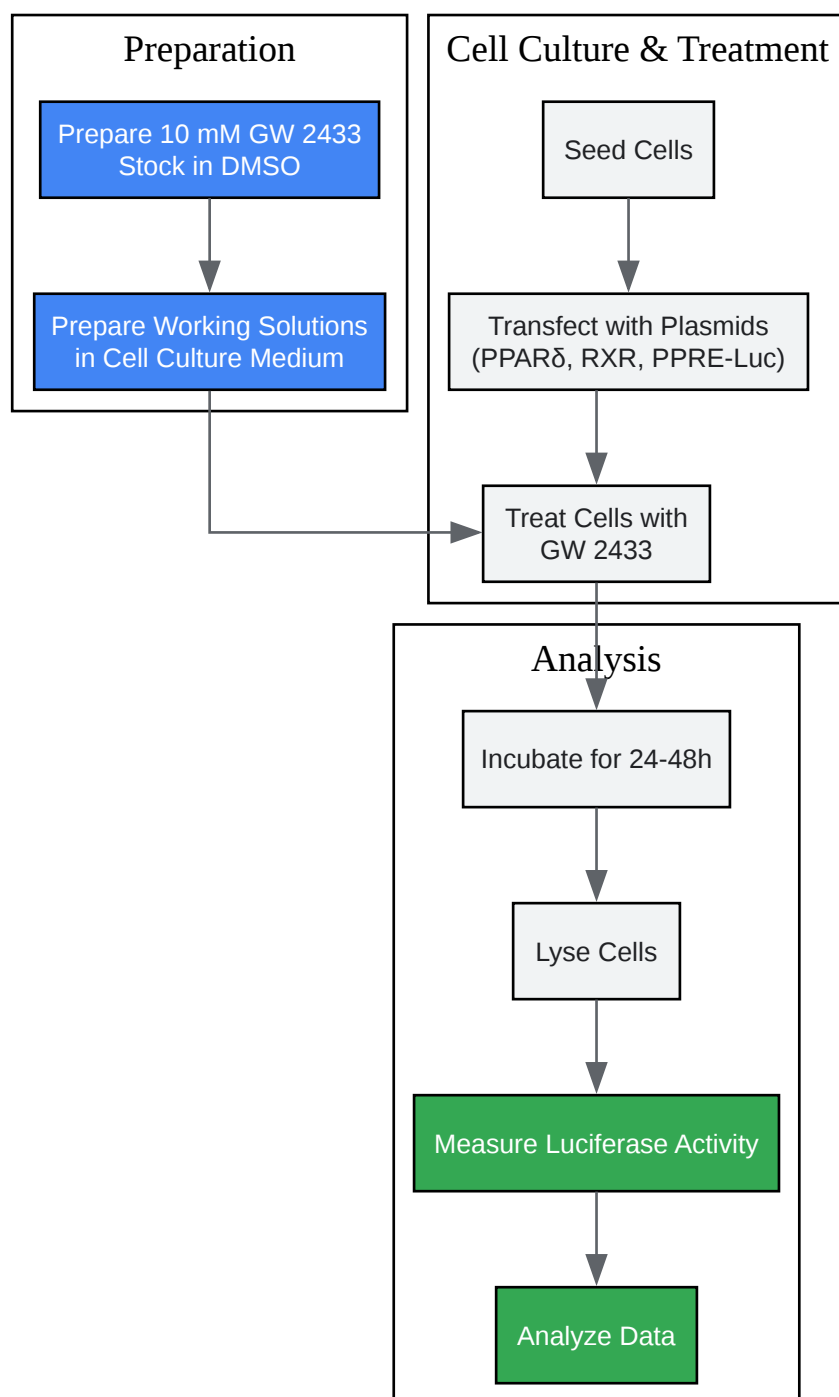 Preparation
Prepare 10 mM GW 2433
Stock in DMSO
Prepare Working Solutions
in Cell Culture Medium
Cell Culture & Treatment
Seed Cells
Transfect with Plasmids
(PPARδ, RXR, PPRE-Luc)
Treat Cells with
GW 2433
Analysis
Incubate for 24-48h
Lyse Cells
Measure Luciferase Activity
Analyze Data